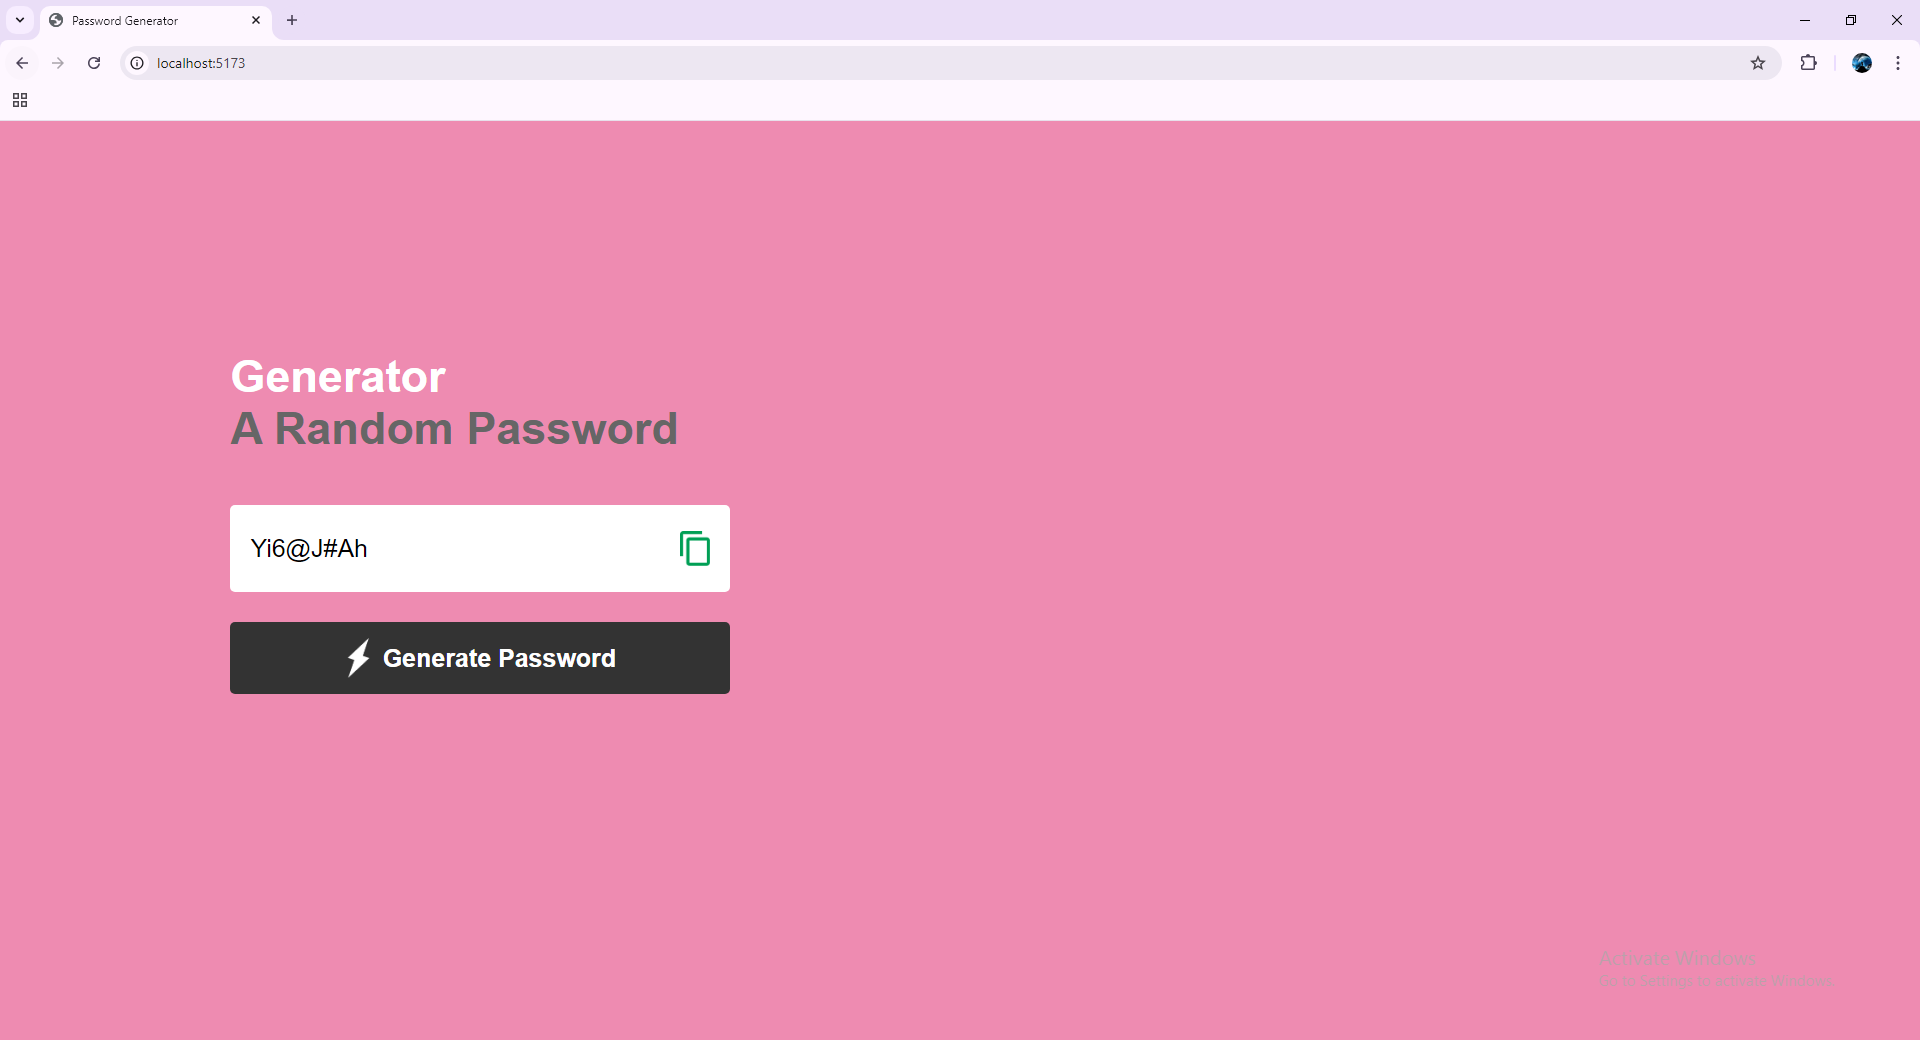 Password Generator
localhost:5173
Generator
A Random Password
Yi6@J#Ah
Generate Password
Activate Windows
Go to Settings to activate Windows.